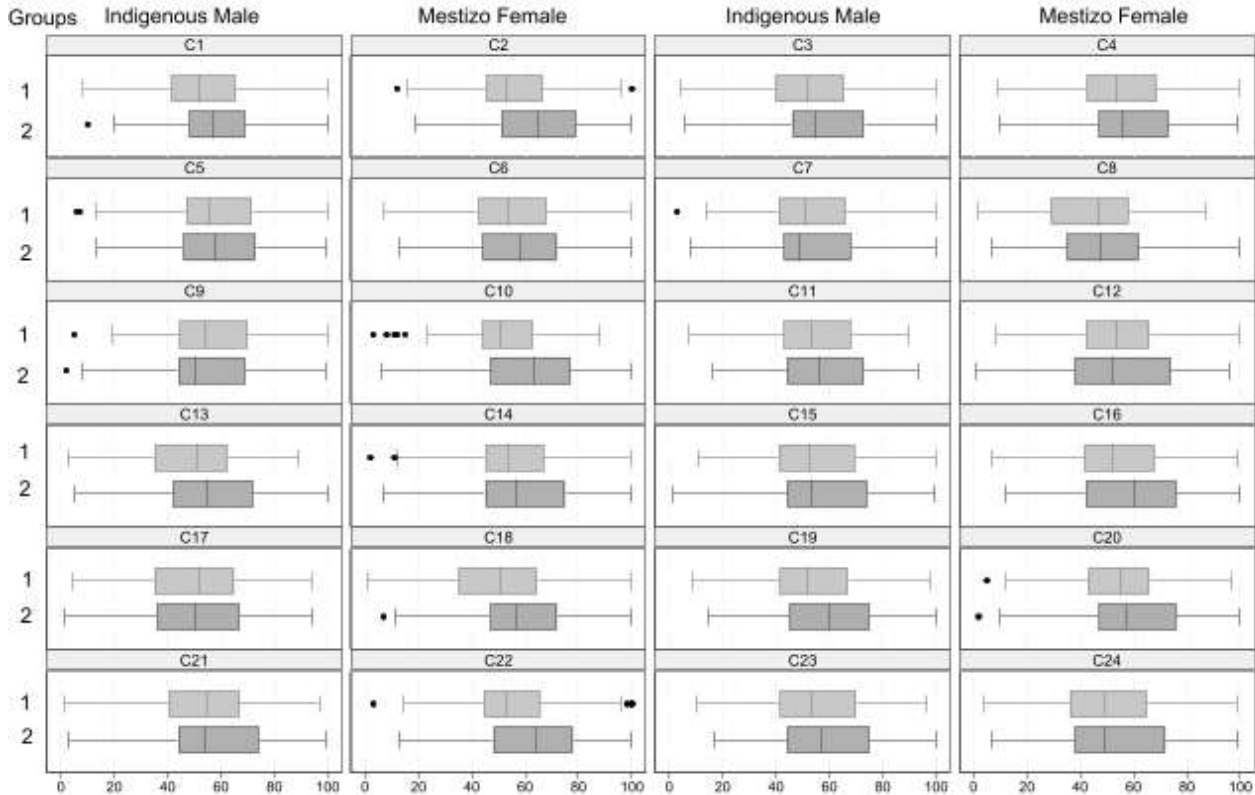 Groups Indigenous Male Mestizo Female Indigenous Male Mestizo Female
C1 C2 C3 C4
1
2
C5 C6 C7 C8
1
2
C9 C10 C11 C12
1
2
C13 C14 C15 C16
1
2
C17 C18 C19 C20
1
2
C21 C22 C23 C24
1
2
0 20 40 60 80 100 0 20 40 60 80 100 0 20 40 60 80 100 0 20 40 60 80 100